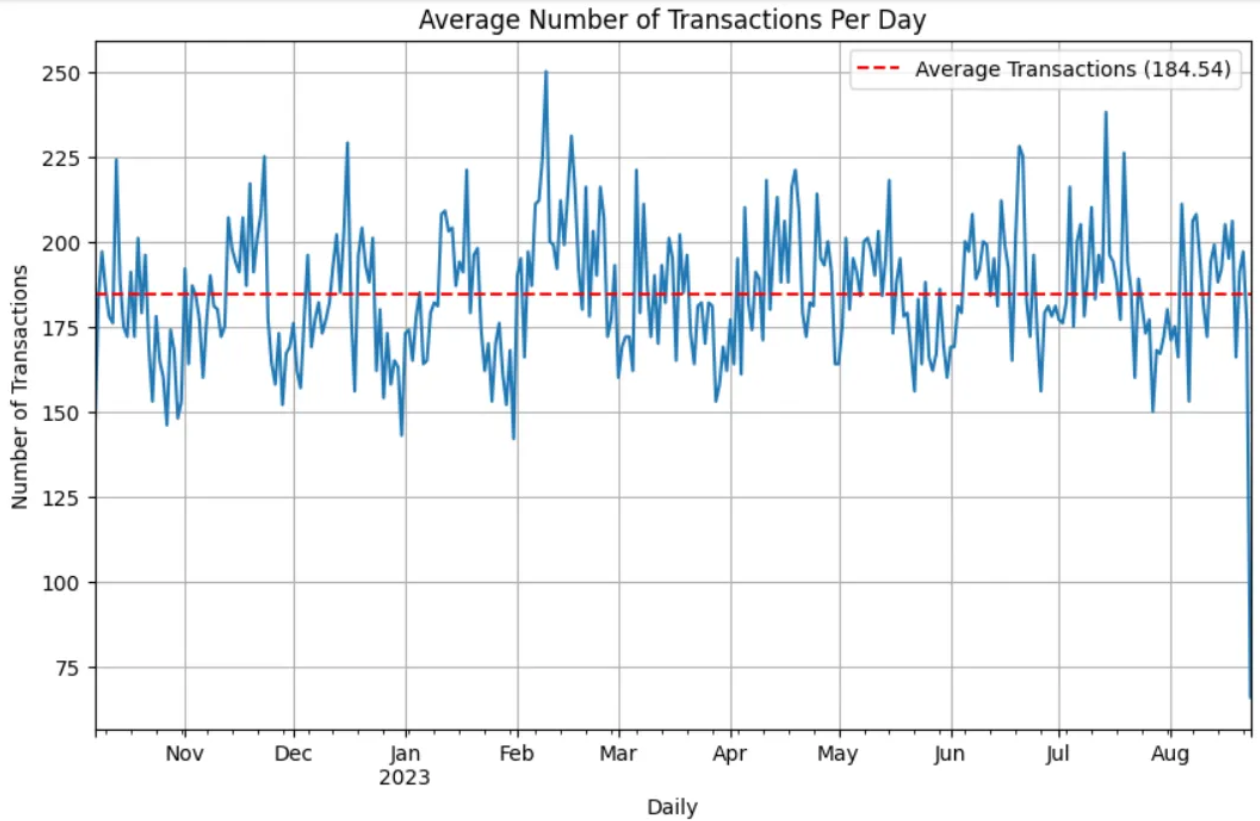 Average Number of Transactions Per Day
Average Transactions (184.54)
Number of Transactions
250
225
200
175
150
125
100
75
Nov Dec Jan Feb Mar Apr May Jun Jul Aug
2023
Daily